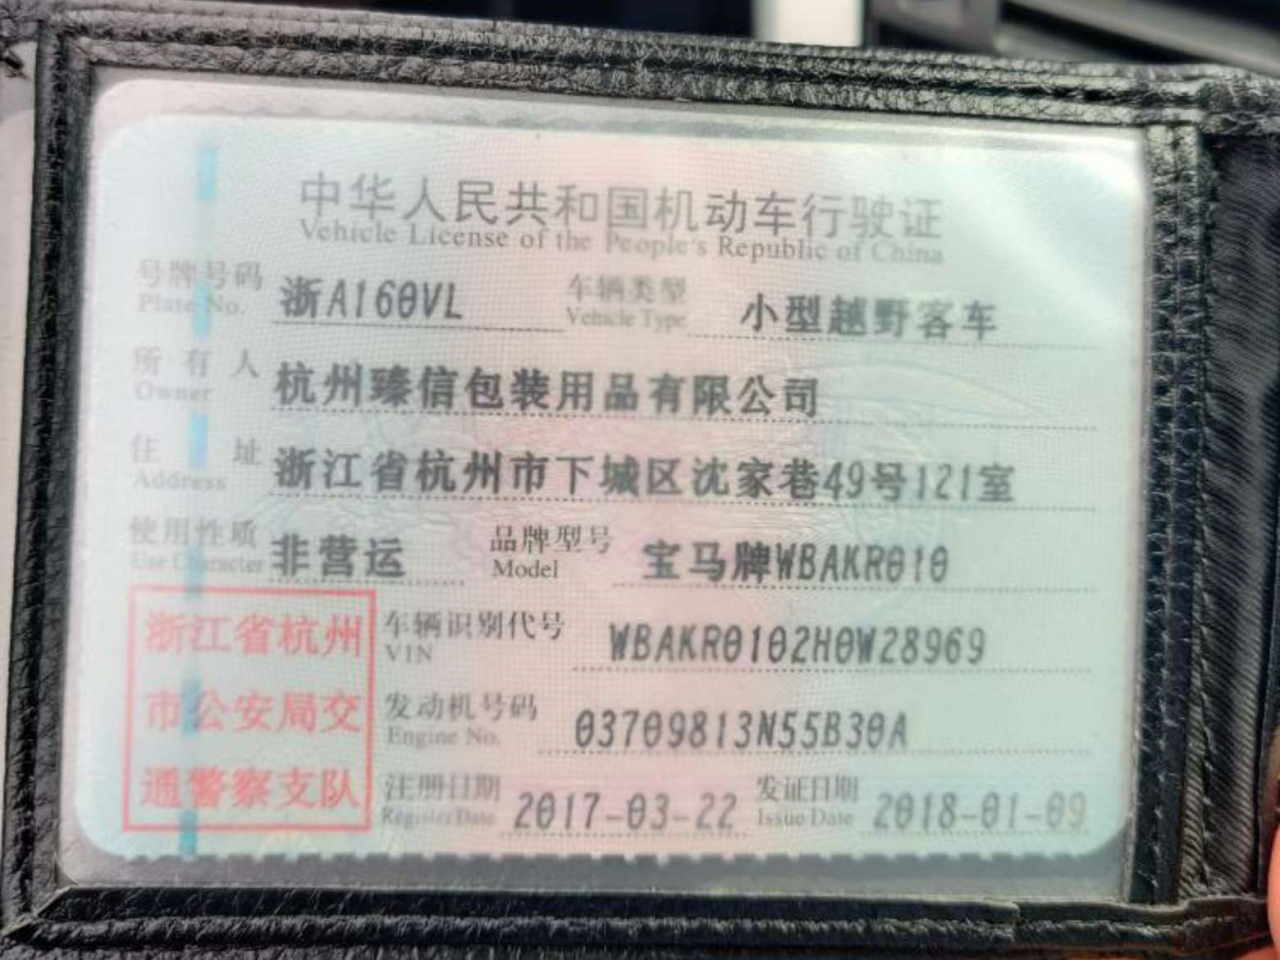 中华人民共和国机动车行驶证
Vehicle License of the People's Republic of China
号牌号码 浙A160VL 车辆类型 小型越野客车
Plate No. Vehicle Type
所有人 杭州臻信包装用品有限公司
Owner
住址 浙江省杭州市下城区沈家巷49号121室
Address
使用性质 非营运 品牌型号 宝马牌WBAKR010
Use Character Model
浙江省杭州
市公安局交
通警察支队
车辆识别代号 WBAKR0102H0W28969
VIN
发动机号码 03709813N55B30A
Engine No.
注册日期 2017-03-22 发证日期 2018-01-09
Register Date Issue Date